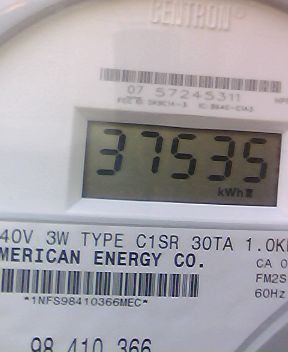 CENTRON®
07 57245311
37535
kWh
40V 3W TYPE C1SR 30TA 1.0K
MERICAN ENERGY CO.
CA 0
FM2S
60Hz
*1NFS98410366MEC*
98 410 366